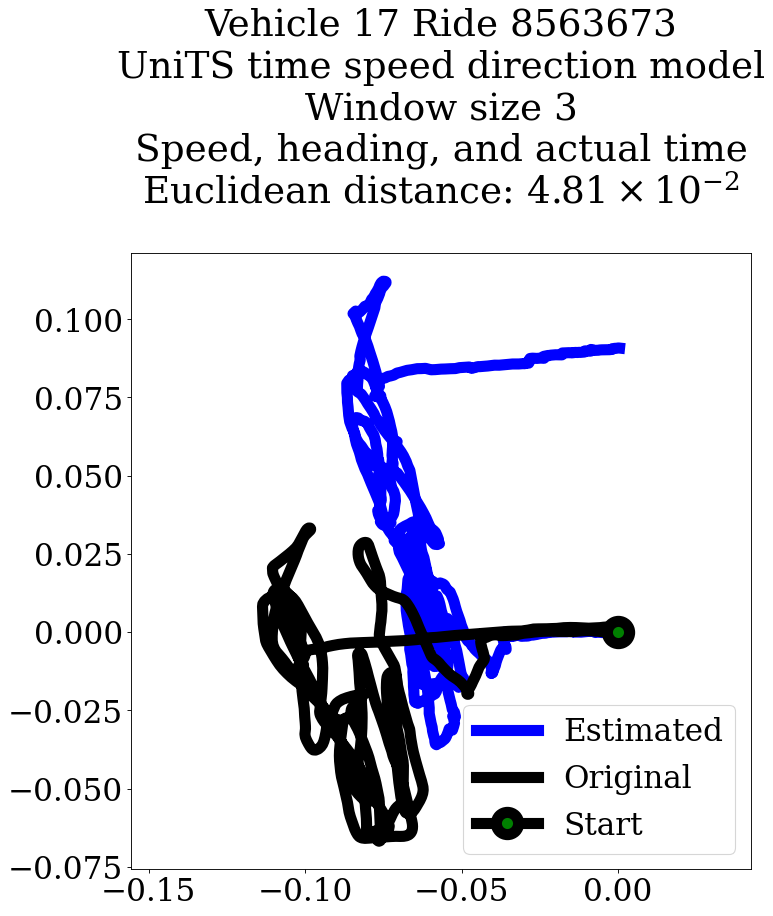 Vehicle 17 Ride 8563673
UniTS time speed direction model
Window size 3
Speed, heading, and actual time
Euclidean distance: 4.81 × 10⁻²
0.100
0.075
0.050
0.025
0.000
−0.025
−0.050
−0.075
Estimated
Original
Start
−0.15
−0.10
−0.05
0.00